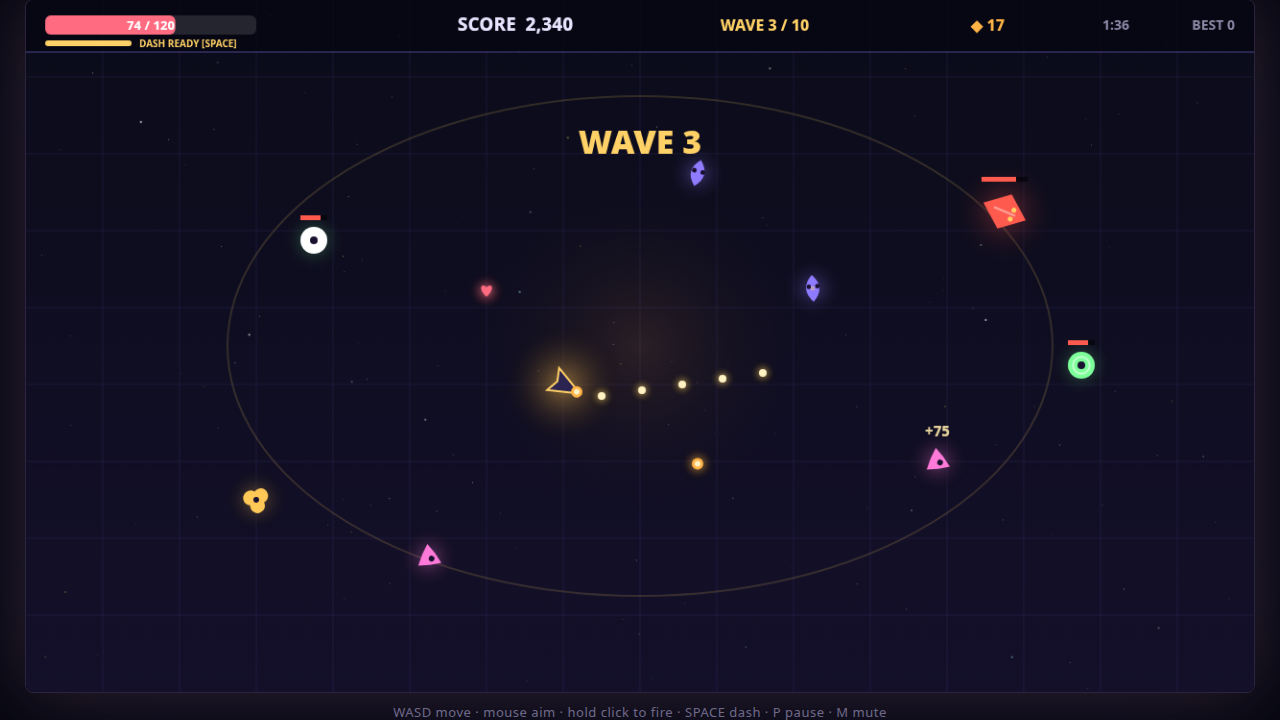 74 / 120
SCORE 2,340
WAVE 3 / 10
◆ 17
1:36
BEST 0
DASH READY [SPACE]
WAVE 3
+75
WASD move · mouse aim · hold click to fire · SPACE dash · P pause · M mute